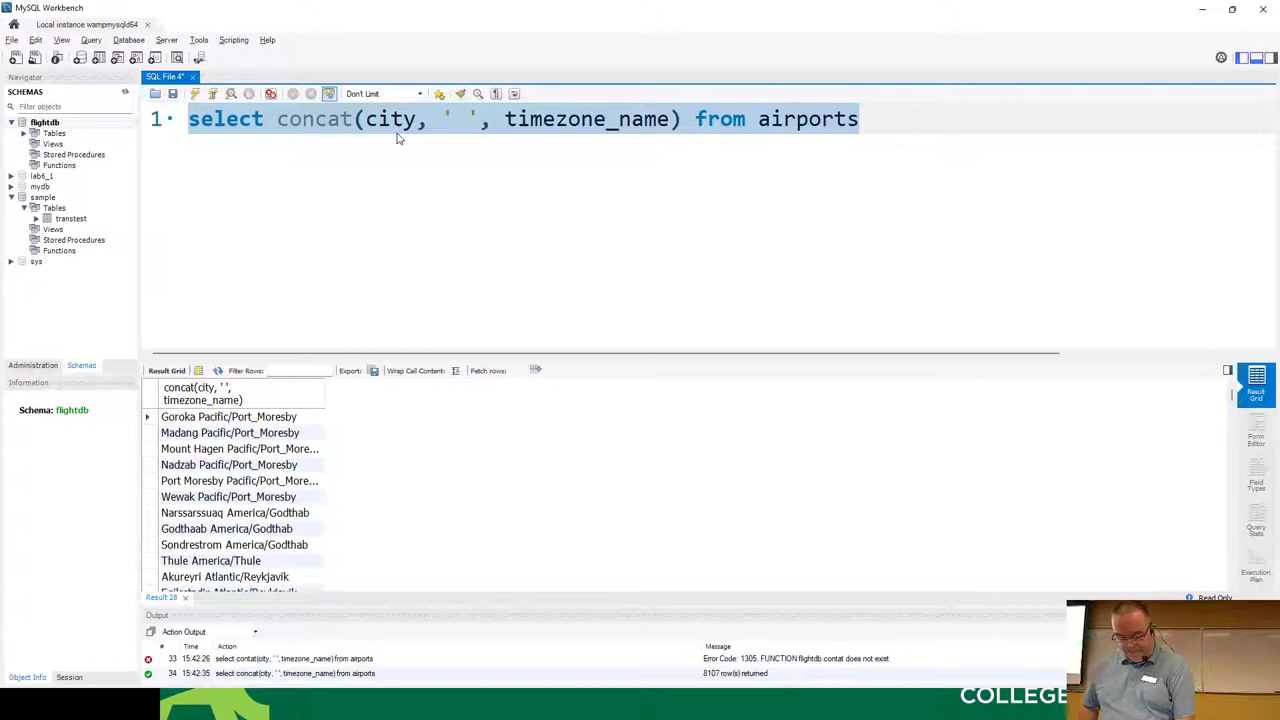 MySQL Workbench
Local instance wampmysqld64
File Edit View Query Database Server Tools Scripting Help
Navigator
SCHEMAS
Filter objects
flightdb
Tables
Views
Stored Procedures
Functions
lab6_1
mydb
sample
Tables
transtest
Views
Stored Procedures
Functions
sys
Administration Schemas
Information
Schema: flightdb
Object Info Session
SQL File 4*
Don't Limit
1 select concat(city, ' ', timezone_name) from airports
Result Grid Filter Rows: Export: Wrap Cell Content: Fetch rows:
concat(city, ' ',
timezone_name)
Goroka Pacific/Port_Moresby
Madang Pacific/Port_Moresby
Mount Hagen Pacific/Port_More...
Nadzab Pacific/Port_Moresby
Port Moresby Pacific/Port_More...
Wewak Pacific/Port_Moresby
Narssarssuaq America/Godthab
Godthaab America/Godthab
Sondrestrom America/Godthab
Thule America/Thule
Akureyri Atlantic/Reykjavik
Egilsstadir Atlantic/Reykjavik
Result Grid
Form Editor
Field Types
Query Stats
Execution Plan
Result 28
Read Only
Output
Action Output
# Time Action Message
33 15:42:26 select contat(city, ' ', timezone_name) from airports Error Code: 1305. FUNCTION flightdb.contat does not exist
34 15:42:35 select concat(city, ' ', timezone_name) from airports 8107 row(s) returned
COLLEGE